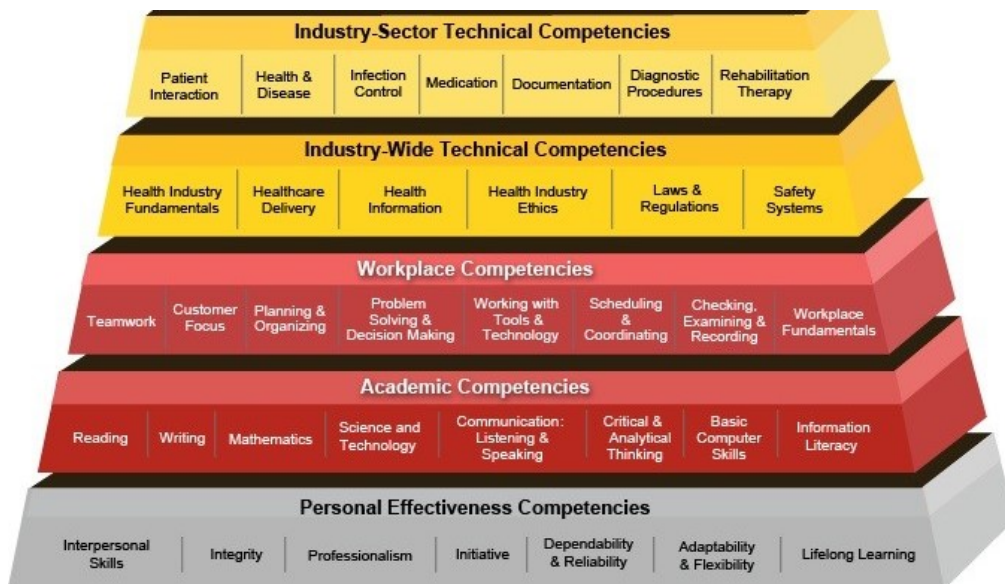 Industry-Sector Technical Competencies
Patient Interaction
Health & Disease
Infection Control
Medication
Documentation
Diagnostic Procedures
Rehabilitation Therapy
Industry-Wide Technical Competencies
Health Industry Fundamentals
Healthcare Delivery
Health Information
Health Industry Ethics
Laws & Regulations
Safety Systems
Workplace Competencies
Teamwork
Customer Focus
Planning & Organizing
Problem Solving & Decision Making
Working with Tools & Technology
Scheduling & Coordinating
Checking, Examining & Recording
Workplace Fundamentals
Academic Competencies
Reading
Writing
Mathematics
Science and Technology
Communication: Listening & Speaking
Critical & Analytical Thinking
Basic Computer Skills
Information Literacy
Personal Effectiveness Competencies
Interpersonal Skills
Integrity
Professionalism
Initiative
Dependability & Reliability
Adaptability & Flexibility
Lifelong Learning